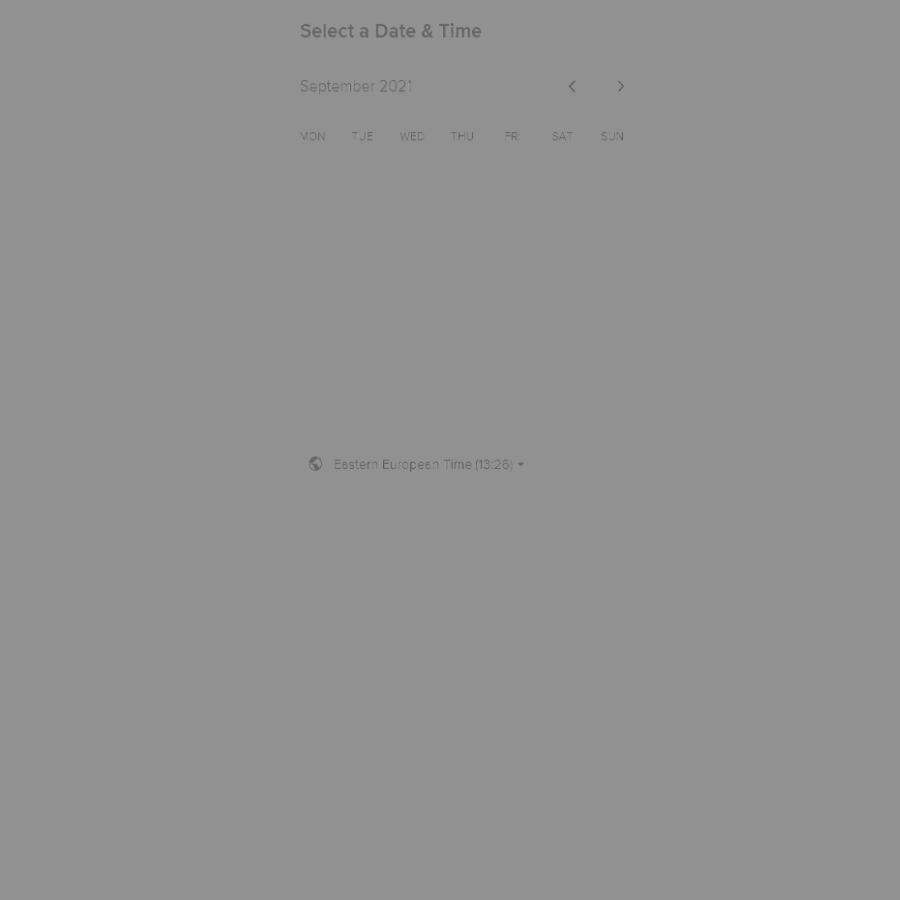 Select a Date & Time
September 2021
MON TUE WED THU FRI SAT SUN
Eastern European Time (13:26)